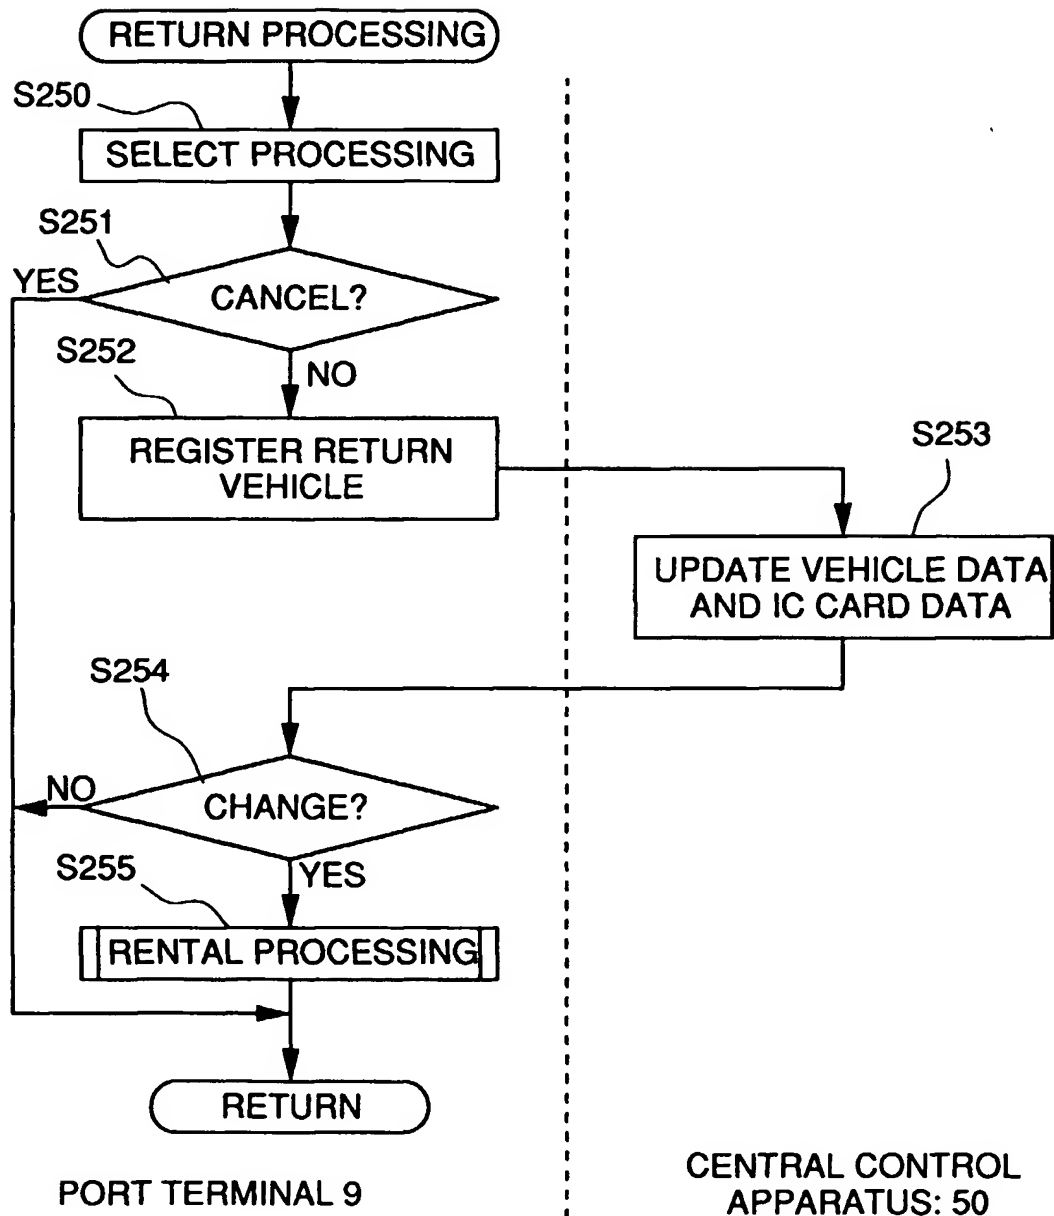 RETURN PROCESSING
S250
SELECT PROCESSING
S251
YES
CANCEL?
S252
NO
REGISTER RETURN
VEHICLE
S253
UPDATE VEHICLE DATA
AND IC CARD DATA
S254
NO
CHANGE?
S255
YES
RENTAL PROCESSING
RETURN
PORT TERMINAL 9
CENTRAL CONTROL
APPARATUS: 50